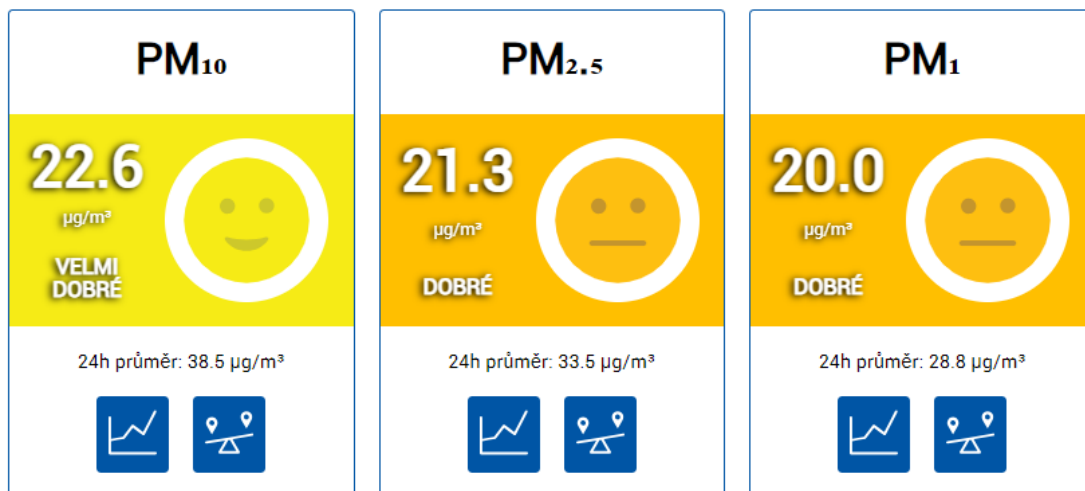 PM₁₀
22.6
µg/m³
VELMI
DOBRÉ
24h průměr: 38.5 µg/m³
PM₂.₅
21.3
µg/m³
DOBRÉ
24h průměr: 33.5 µg/m³
PM₁
20.0
µg/m³
DOBRÉ
24h průměr: 28.8 µg/m³